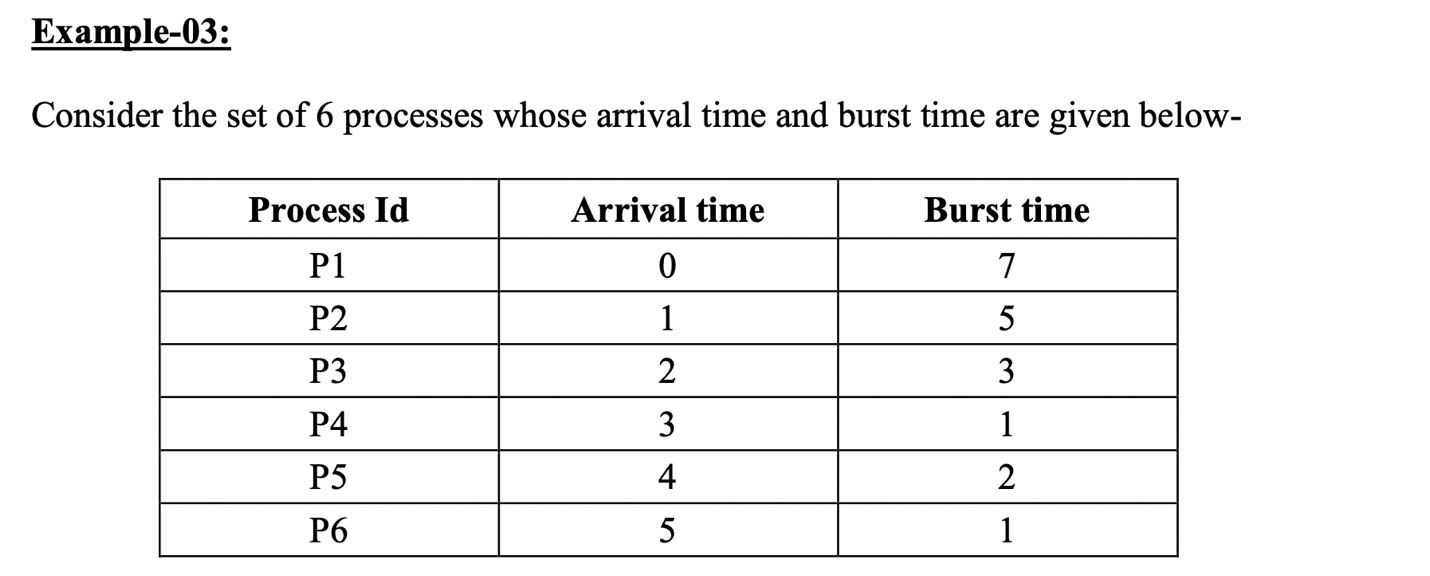 Example-03:
Consider the set of 6 processes whose arrival time and burst time are given below-
Process Id Arrival time Burst time
P1 0 7
P2 1 5
P3 2 3
P4 3 1
P5 4 2
P6 5 1